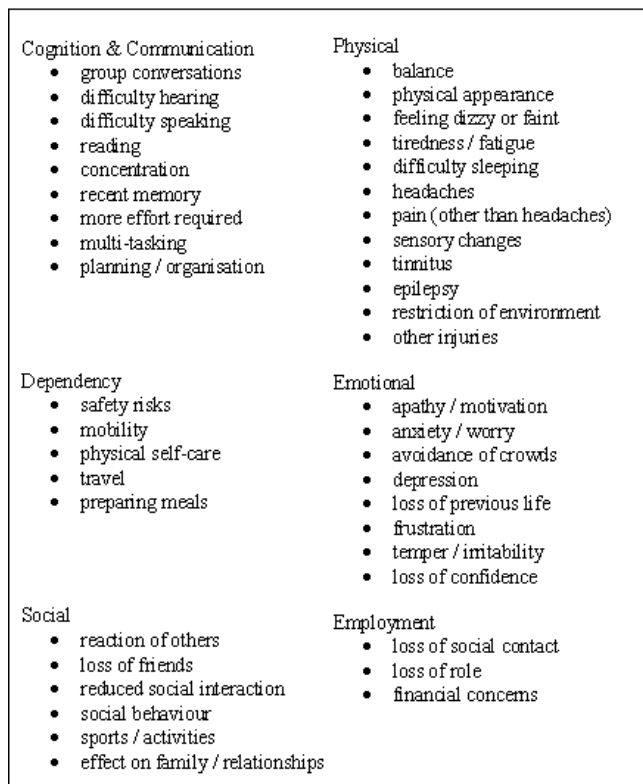 Cognition & Communication
• group conversations
• difficulty hearing
• difficulty speaking
• reading
• concentration
• recent memory
• more effort required
• multi-tasking
• planning / organisation
Physical
• balance
• physical appearance
• feeling dizzy or faint
• tiredness / fatigue
• difficulty sleeping
• headaches
• pain (other than headaches)
• sensory changes
• tinnitus
• epilepsy
• restriction of environment
• other injuries
Dependency
• safety risks
• mobility
• physical self-care
• travel
• preparing meals
Emotional
• apathy / motivation
• anxiety / worry
• avoidance of crowds
• depression
• loss of previous life
• frustration
• temper / irritability
• loss of confidence
Social
• reaction of others
• loss of friends
• reduced social interaction
• social behaviour
• sports / activities
• effect on family / relationships
Employment
• loss of social contact
• loss of role
• financial concerns